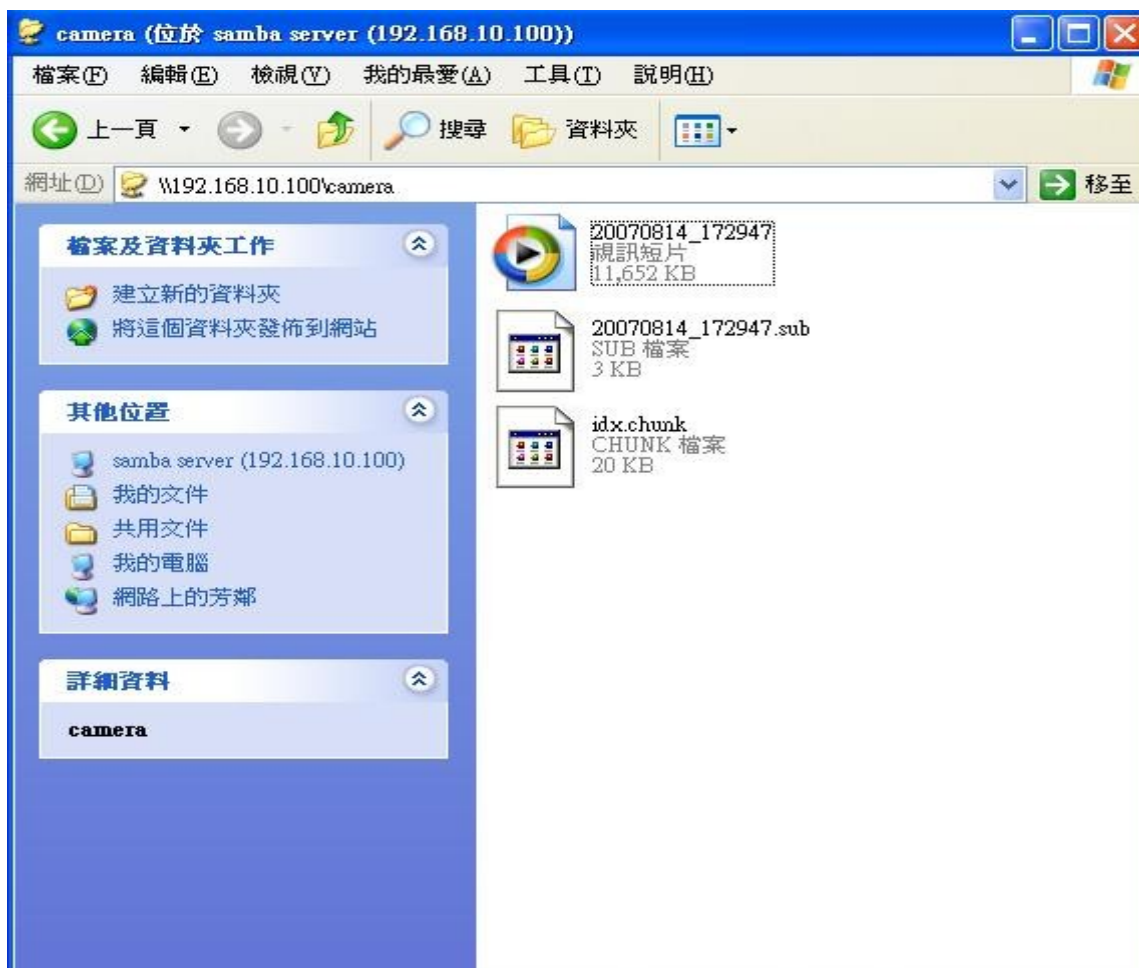 camera (位於 samba server (192.168.10.100))
檔案(F) 編輯(E) 檢視(V) 我的最愛(A) 工具(T) 說明(H)
上一頁 搜尋 資料夾
網址(D) \\192.168.10.100\camera 移至
檔案及資料夾工作
建立新的資料夾
將這個資料夾發佈到網站
其他位置
samba server (192.168.10.100)
我的文件
共用文件
我的電腦
網路上的芳鄰
詳細資料
camera
20070814_172947
視訊短片
11,652 KB
20070814_172947.sub
SUB 檔案
3 KB
idx.chunk
CHUNK 檔案
20 KB